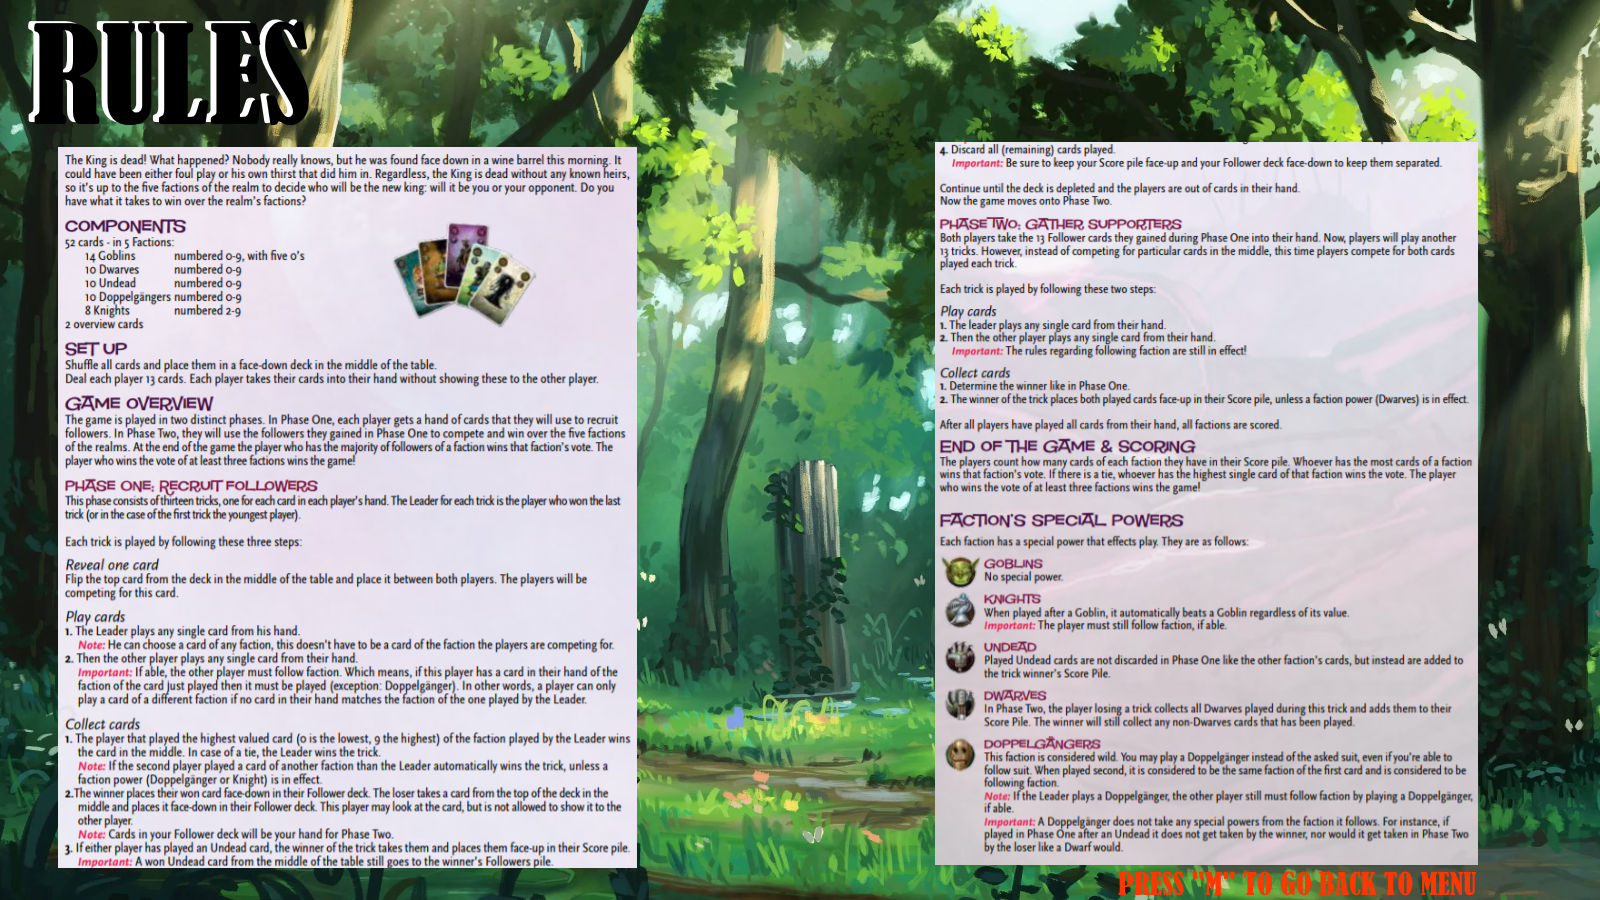 RULES
The King is dead! What happened? Nobody really knows, but he was found face down in a wine barrel this morning. It
could have been either foul play or his own thirst that did him in. Regardless, the King is dead without any known heirs,
so it's up to the five factions of the realm to decide who will be the new king: will it be you or your opponent. Do you
have what it takes to win over the realm's factions?
COMPONENTS
52 cards - in 5 Factions:
14 Goblins numbered 0-9, with five 0's
10 Dwarves numbered 0-9
10 Undead numbered 0-9
10 Doppelgängers numbered 0-9
8 Knights numbered 2-9
2 overview cards
SET UP
Shuffle all cards and place them in a face-down deck in the middle of the table.
Deal each player 13 cards. Each player takes their cards into their hand without showing these to the other player.
GAME OVERVIEW
The game is played in two distinct phases. In Phase One, each player gets a hand of cards that they will use to recruit
followers. In Phase Two, they will use the followers they gained in Phase One to compete and win over the five factions
of the realms. At the end of the game the player who has the majority of followers of a faction wins that faction's vote. The
player who wins the vote of at least three factions wins the game!
PHASE ONE: RECRUIT FOLLOWERS
This phase consists of thirteen tricks, one for each card in each player's hand. The Leader for each trick is the player who won the last
trick (or in the case of the first trick the youngest player).
Each trick is played by following these three steps:
Reveal one card
Flip the top card from the deck in the middle of the table and place it between both players. The players will be
competing for this card.
Play cards
1. The Leader plays any single card from his hand.
Note: He can choose a card of any faction, this doesn't have to be a card of the faction the players are competing for.
2. Then the other player plays any single card from their hand.
Important: If able, the other player must follow faction. Which means, if this player has a card in their hand of the
faction of the card just played then it must be played (exception: Doppelgänger). In other words, a player can only
play a card of a different faction if no card in their hand matches the faction of the one played by the Leader.
Collect cards
1. The player that played the highest valued card (0 is the lowest, 9 the highest) of the faction played by the Leader wins
the card in the middle. In case of a tie, the Leader wins the trick.
Note: If the second player played a card of another faction than the Leader automatically wins the trick, unless a
faction power (Doppelgänger or Knight) is in effect.
2.The winner places their won card face-down in their Follower deck. The loser takes a card from the top of the deck in the
middle and places it face-down in their Follower deck. This player may look at the card, but is not allowed to show it to the
other player.
Note: Cards in your Follower deck will be your hand for Phase Two.
3. If either player has played an Undead card, the winner of the trick takes them and places them face-up in their Score pile.
Important: A won Undead card from the middle of the table still goes to the winner's Followers pile.
4. Discard all (remaining) cards played.
Important: Be sure to keep your Score pile face-up and your Follower deck face-down to keep them separated.
Continue until the deck is depleted and the players are out of cards in their hand.
Now the game moves onto Phase Two.
PHASE TWO: GATHER SUPPORTERS
Both players take the 13 Follower cards they gained during Phase One into their hand. Now, players will play another
13 tricks. However, instead of competing for particular cards in the middle, this time players compete for both cards
played each trick.
Each trick is played by following these two steps:
Play cards
1. The leader plays any single card from their hand.
2. Then the other player plays any single card from their hand.
Important: The rules regarding following faction are still in effect!
Collect cards
1. Determine the winner like in Phase One.
2. The winner of the trick places both played cards face-up in their Score pile, unless a faction power (Dwarves) is in effect.
After all players have played all cards from their hand, all factions are scored.
END OF THE GAME & SCORING
The players count how many cards of each faction they have in their Score pile. Whoever has the most cards of a faction
wins that faction's vote. If there is a tie, whoever has the highest single card of that faction wins the vote. The player
who wins the vote of at least three factions wins the game!
FACTION'S SPECIAL POWERS
Each faction has a special power that effects play. They are as follows:
GOBLINS
No special power.
KNIGHTS
When played after a Goblin, it automatically beats a Goblin regardless of its value.
Important: The player must still follow faction, if able.
UNDEAD
Played Undead cards are not discarded in Phase One like the other faction's cards, but instead are added to
the trick winner's Score Pile.
DWARVES
In Phase Two, the player losing a trick collects all Dwarves played during this trick and adds them to their
Score Pile. The winner will still collect any non-Dwarves cards that has been played.
DOPPELGÄNGERS
This faction is considered wild. You may play a Doppelgänger instead of the asked suit, even if you're able to
follow suit. When played second, it is considered to be the same faction of the first card and is considered to be
following faction.
Note: If the Leader plays a Doppelgänger, the other player still must follow faction by playing a Doppelgänger,
if able.
Important: A Doppelgänger does not take any special powers from the faction it follows. For instance, if
played in Phase One after an Undead it does not get taken by the winner, nor would it get taken in Phase Two
by the loser like a Dwarf would.
PRESS "M" TO GO BACK TO MENU